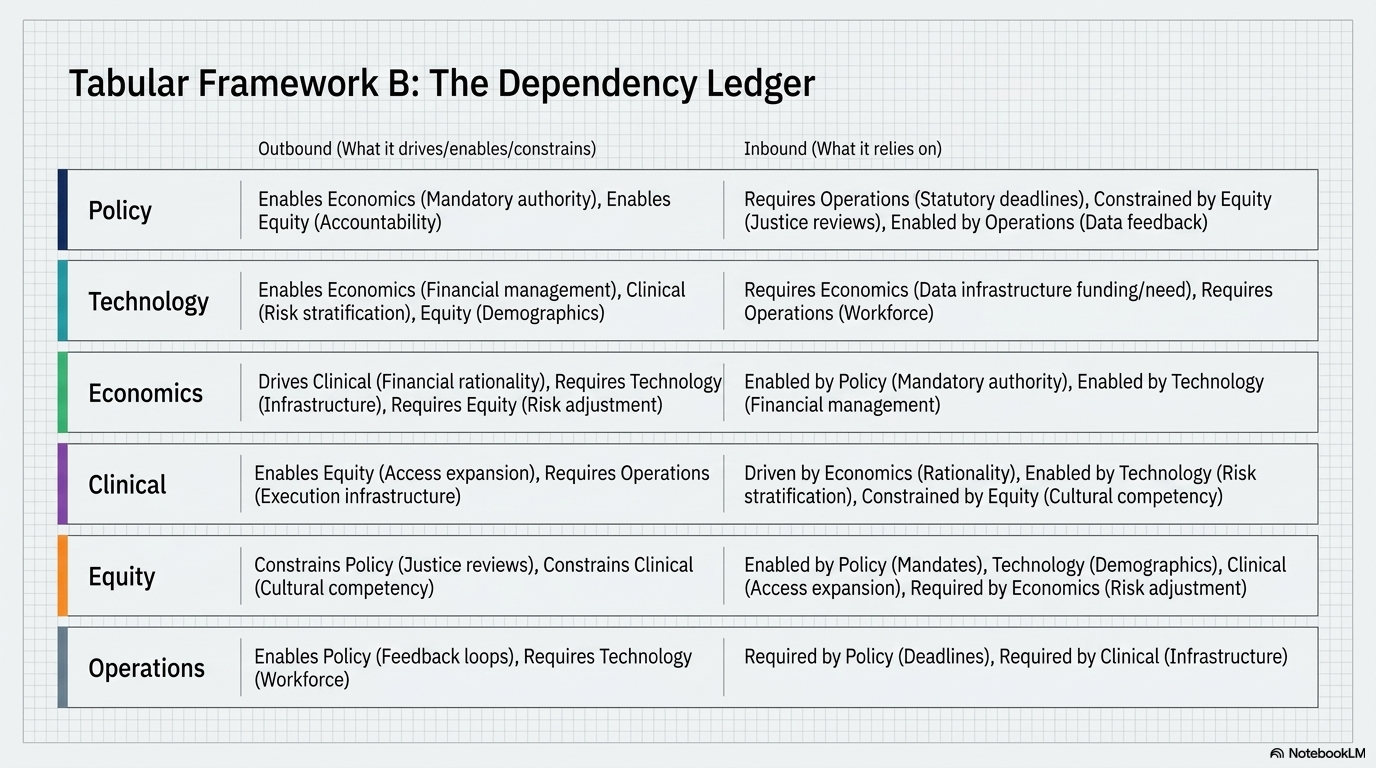 Tabular Framework B: The Dependency Ledger
Outbound (What it drives/enables/constrains)
Inbound (What it relies on)
Policy
Enables Economics (Mandatory authority), Enables
Equity (Accountability)
Requires Operations (Statutory deadlines), Constrained by Equity
(Justice reviews), Enabled by Operations (Data feedback)
Technology
Enables Economics (Financial management), Clinical
(Risk stratification), Equity (Demographics)
Requires Economics (Data infrastructure funding/need), Requires
Operations (Workforce)
Economics
Drives Clinical (Financial rationality), Requires Technology
(Infrastructure), Requires Equity (Risk adjustment)
Enabled by Policy (Mandatory authority), Enabled by Technology
(Financial management)
Clinical
Enables Equity (Access expansion), Requires Operations
(Execution infrastructure)
Driven by Economics (Rationality), Enabled by Technology (Risk
stratification), Constrained by Equity (Cultural competency)
Equity
Constrains Policy (Justice reviews), Constrains Clinical
(Cultural competency)
Enabled by Policy (Mandates), Technology (Demographics), Clinical
(Access expansion), Required by Economics (Risk adjustment)
Operations
Enables Policy (Feedback loops), Requires Technology
(Workforce)
Required by Policy (Deadlines), Required by Clinical (Infrastructure)
NotebookLM